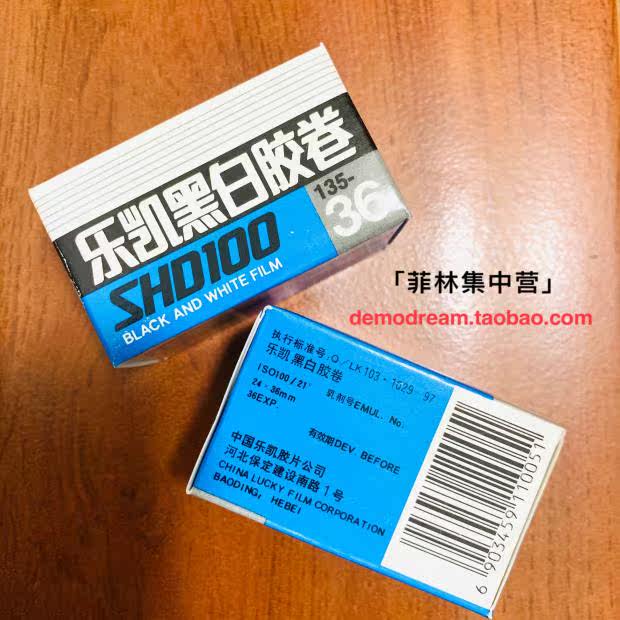 乐凯黑白胶卷
135-
36
SHD100
BLACK AND WHITE FILM
「菲林集中营」
demodream.taobao.com
执行标准号:Q/LK103·1029-97
乐凯黑白胶卷
ISO100/21° 乳剂号EMUL. No.
24×36mm
36EXP.
有效期DEV BEFORE
中国乐凯胶片公司
河北保定建设南路1号
CHINA LUCKY FILM CORPORATION
BAODING, HEBEI
6903459110051